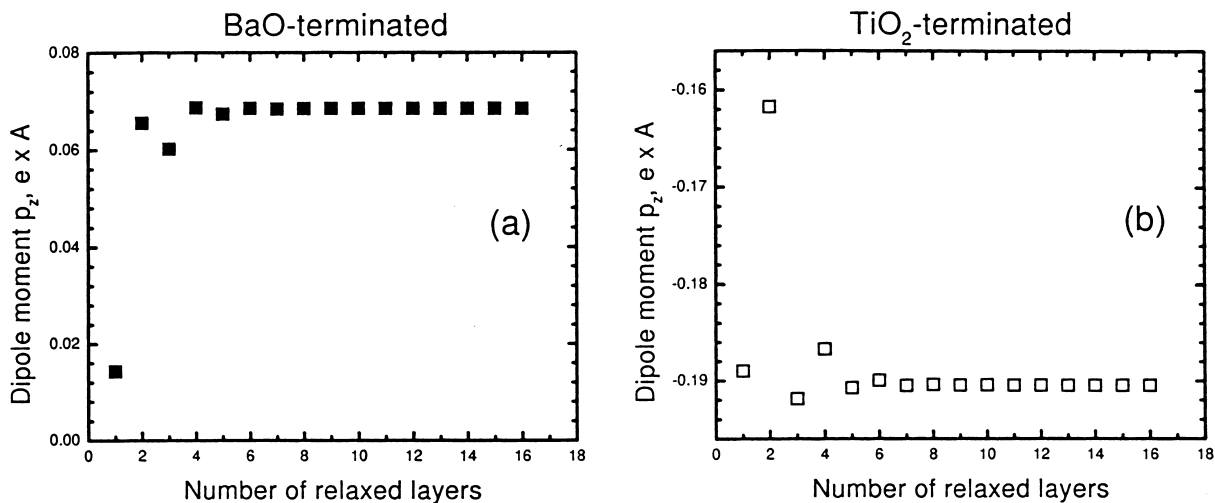 BaO-terminated
0.08
0.06
0.04
0.02
0.00
0 2 4 6 8 10 12 14 16 18
Dipole moment p_z, e x A
Number of relaxed layers
(a)
TiO₂-terminated
-0.16
-0.17
-0.18
-0.19
0 2 4 6 8 10 12 14 16 18
Dipole moment p_z, e x A
Number of relaxed layers
(b)